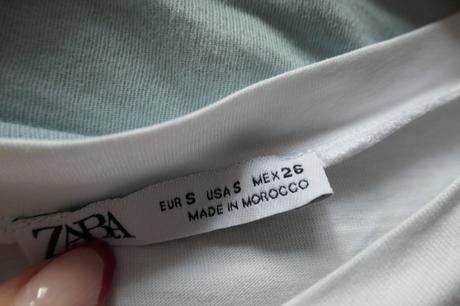 ZARA
EUR S USA S MEX 26
MADE IN MOROCCO